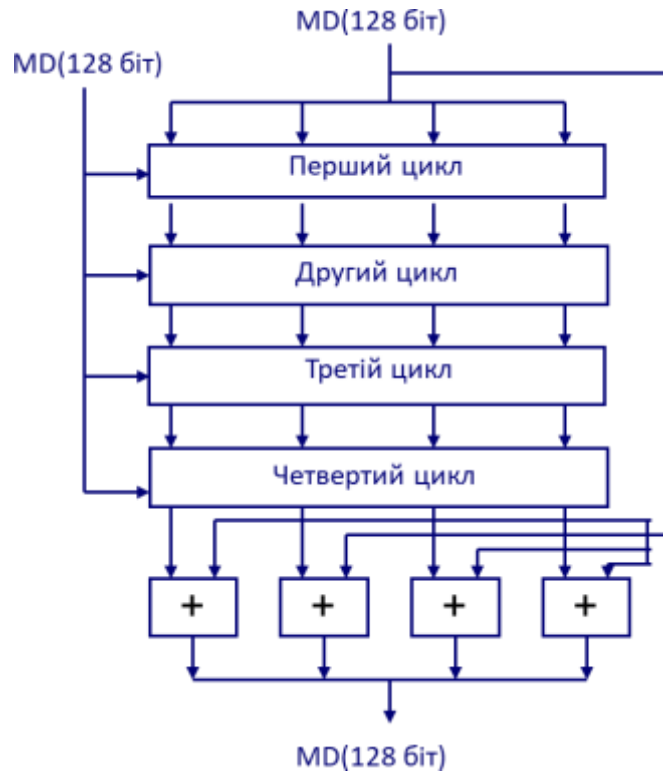 MD(128 біт)
MD(128 біт)
Перший цикл
Другий цикл
Третій цикл
Четвертий цикл
+ + + +
MD(128 біт)